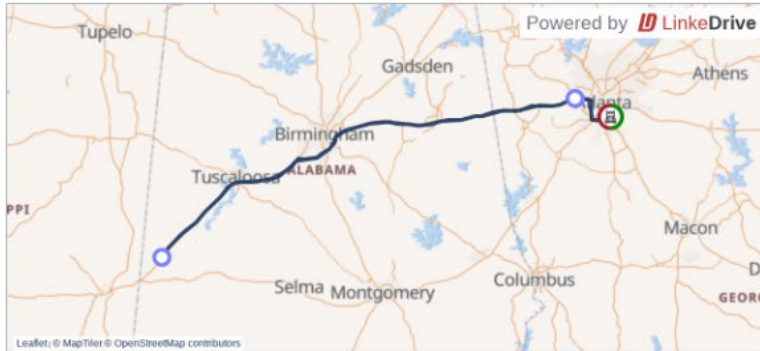 Powered by LinkeDrive
Tupelo
Gadsden
Athens
lanta
Birmingham
Tuscaloosa
ALABAMA
PPI
Macon
Selma
Montgomery
Columbus
D
GEORG
Leaflet | © MapTiler © OpenStreetMap contributors